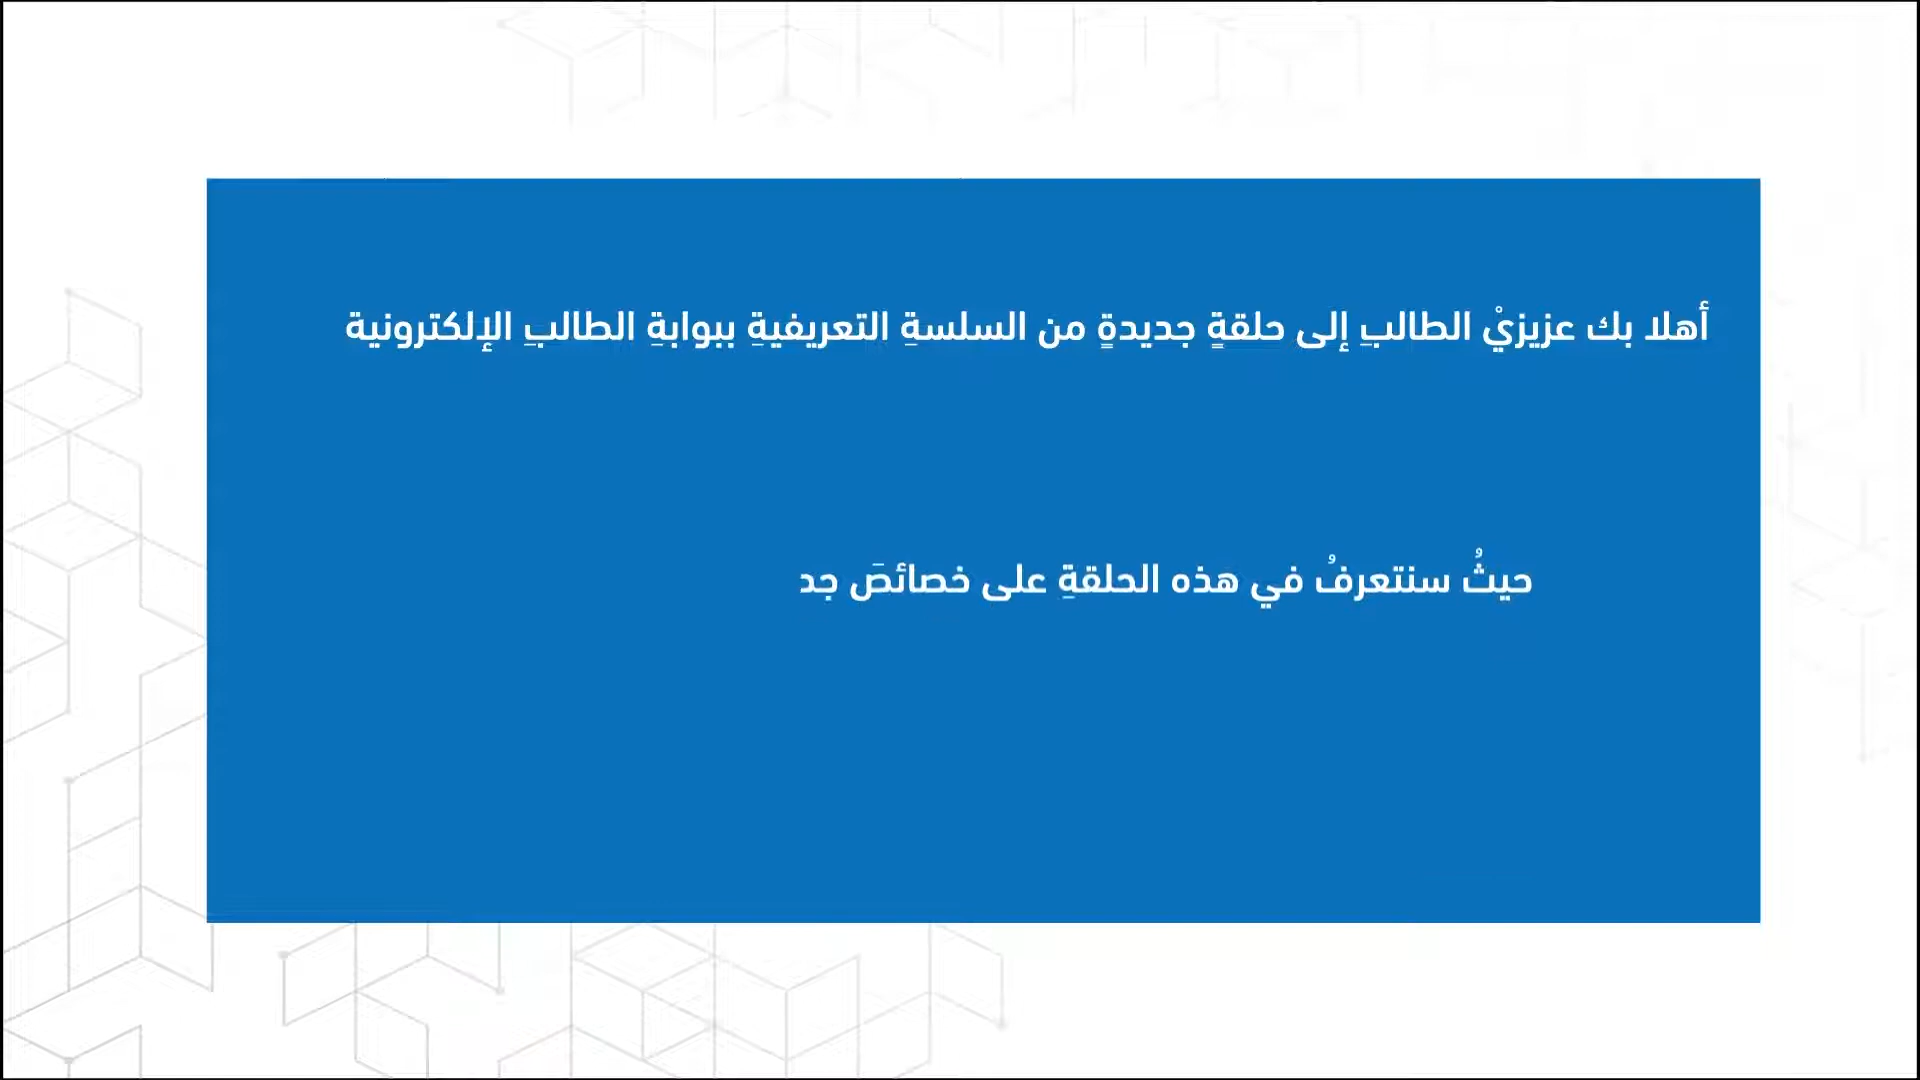 أهلا بك عزيزيْ الطالبِ إلى حلقةٍ جديدةٍ من السلسةِ التعريفيةِ ببوابةِ الطالبِ الإلكترونية
حيثُ سنتعرفُ في هذه الحلقةِ على خصائصَ جد